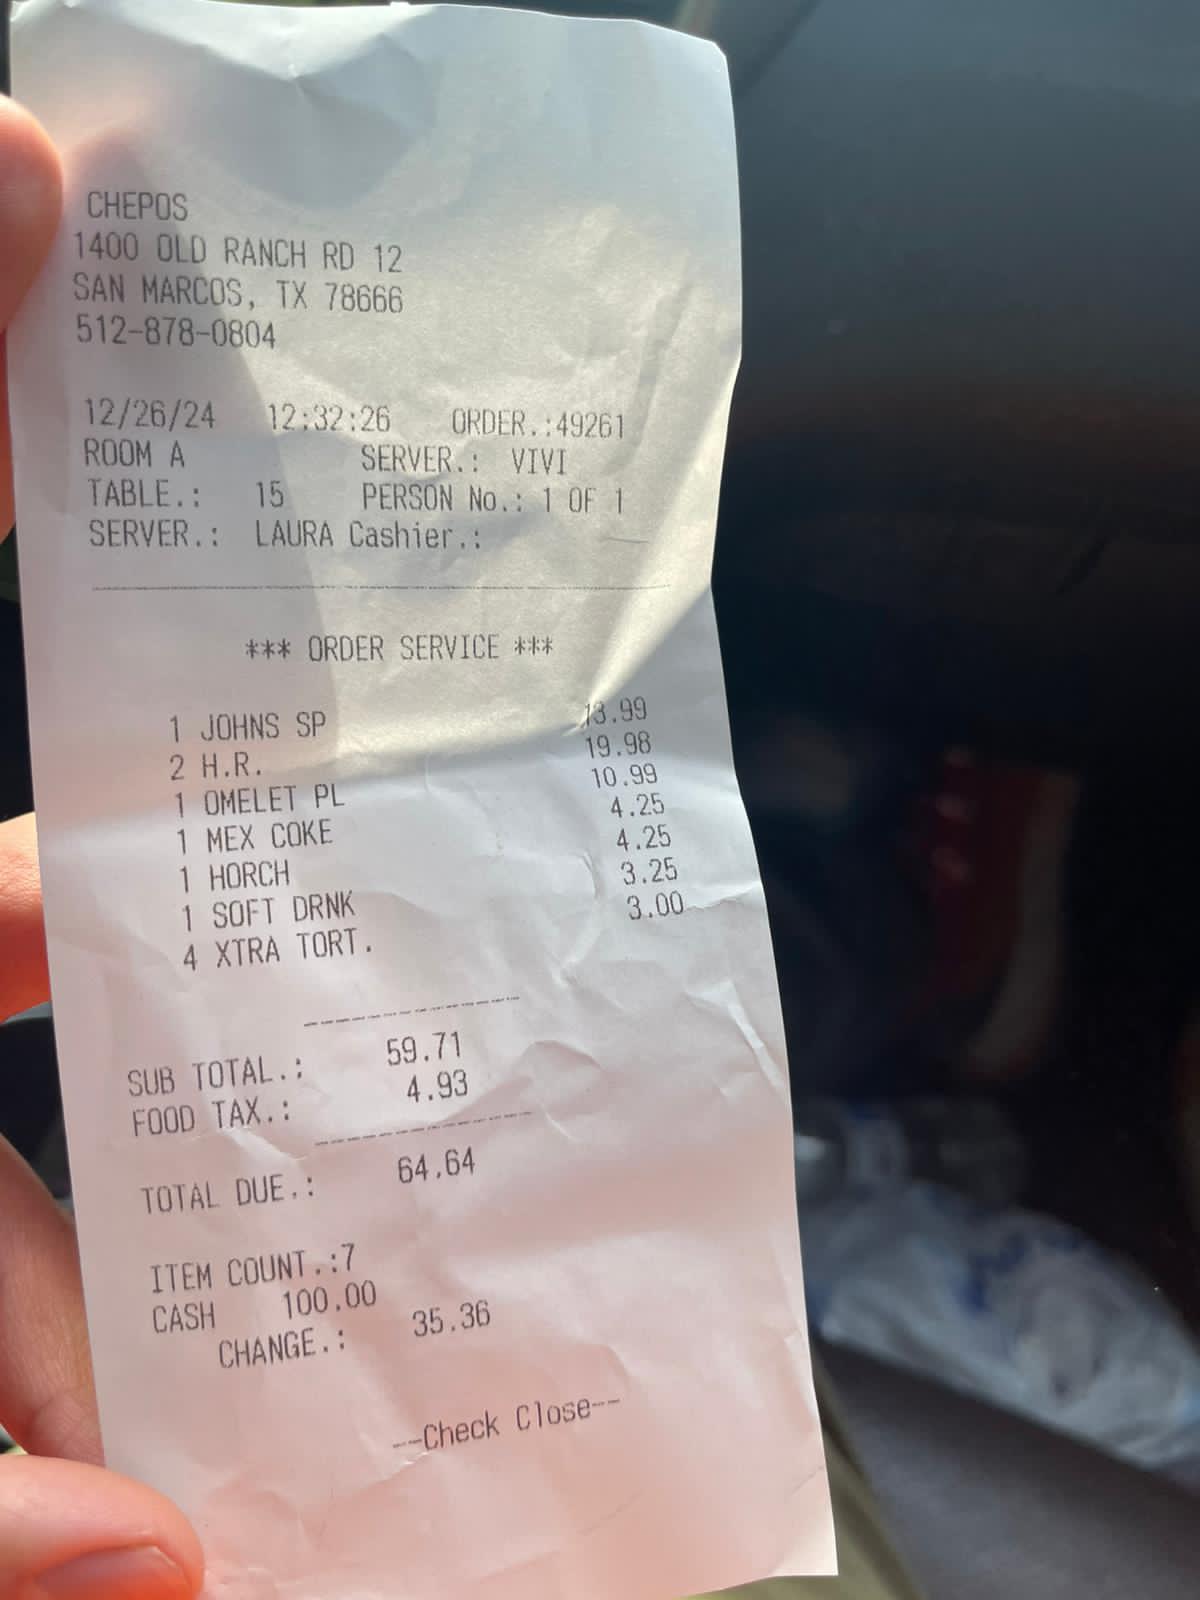 CHEPOS
1400 OLD RANCH RD 12
SAN MARCOS, TX 78666
512-878-0804
12/26/24 12:32:26 ORDER.:49261
ROOM A SERVER.: VIVI
TABLE.: 15 PERSON No.: 1 OF 1
SERVER.: LAURA Cashier.:
*** ORDER SERVICE ***
1 JOHNS SP 13.99
2 H.R. 19.98
1 OMELET PL 10.99
1 MEX COKE 4.25
1 HORCH 4.25
1 SOFT DRNK 3.25
4 XTRA TORT. 3.00
SUB TOTAL.: 59.71
FOOD TAX.: 4.93
TOTAL DUE.: 64.64
ITEM COUNT.:7
CASH 100.00
CHANGE.: 35.36
--Check Close--